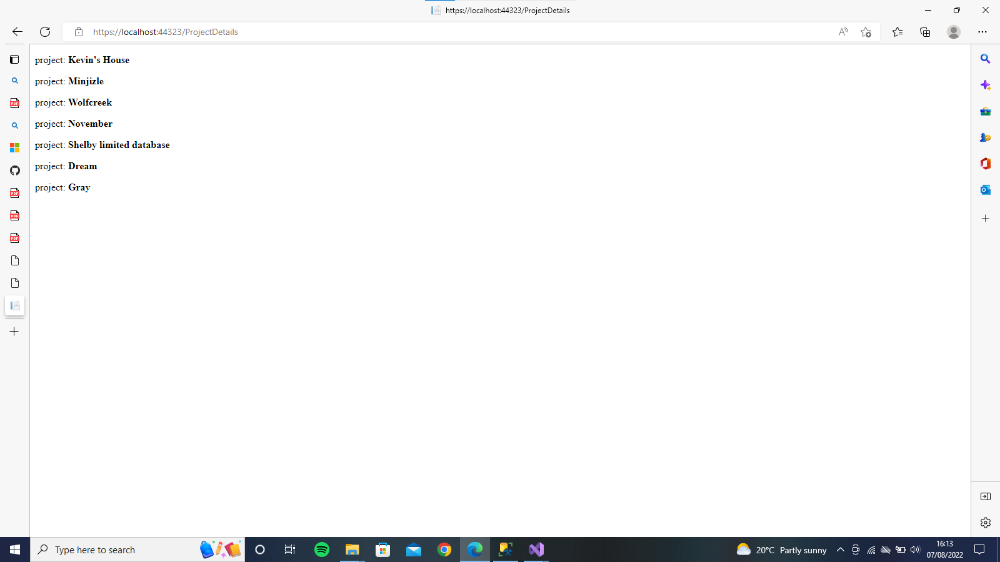 https://localhost:44323/ProjectDetails
https://localhost:44323/ProjectDetails
project: Kevin's House
project: Minjizle
project: Wolfcreek
project: November
project: Shelby limited database
project: Dream
project: Gray
Type here to search
20°C Partly sunny
16:13
07/08/2022